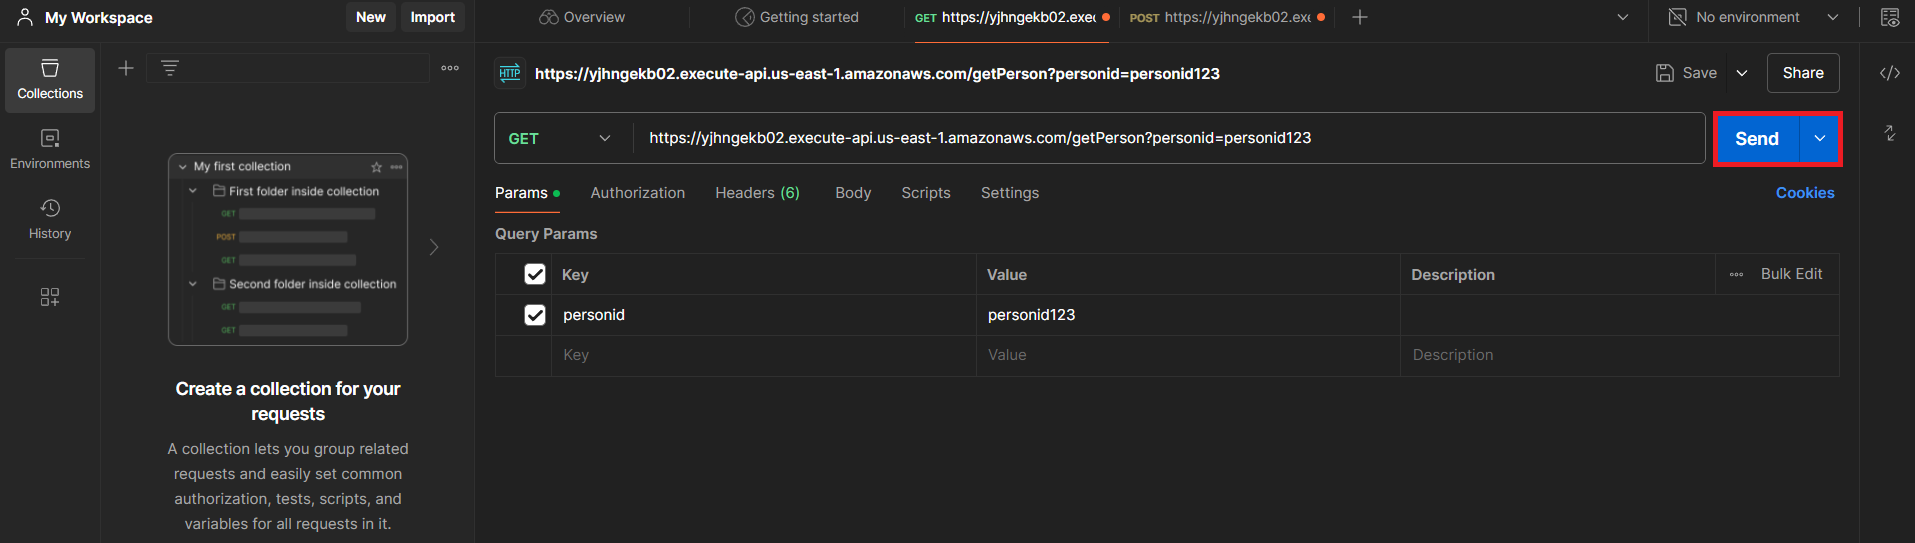 My Workspace
New
Import
Overview
Getting started
GET https://yjhngekb02.exec
POST https://yjhngekb02.exe
No environment
Collections
Environments
History
My first collection
First folder inside collection
GET
POST
GET
Second folder inside collection
GET
GET
Create a collection for your
requests
A collection lets you group related
requests and easily set common
authorization, tests, scripts, and
variables for all requests in it.
HTTP
https://yjhngekb02.execute-api.us-east-1.amazonaws.com/getPerson?personid=personid123
Save
Share
GET
https://yjhngekb02.execute-api.us-east-1.amazonaws.com/getPerson?personid=personid123
Send
Params
Authorization
Headers (6)
Body
Scripts
Settings
Cookies
Query Params
Key
Value
Description
Bulk Edit
personid
personid123
Key
Value
Description